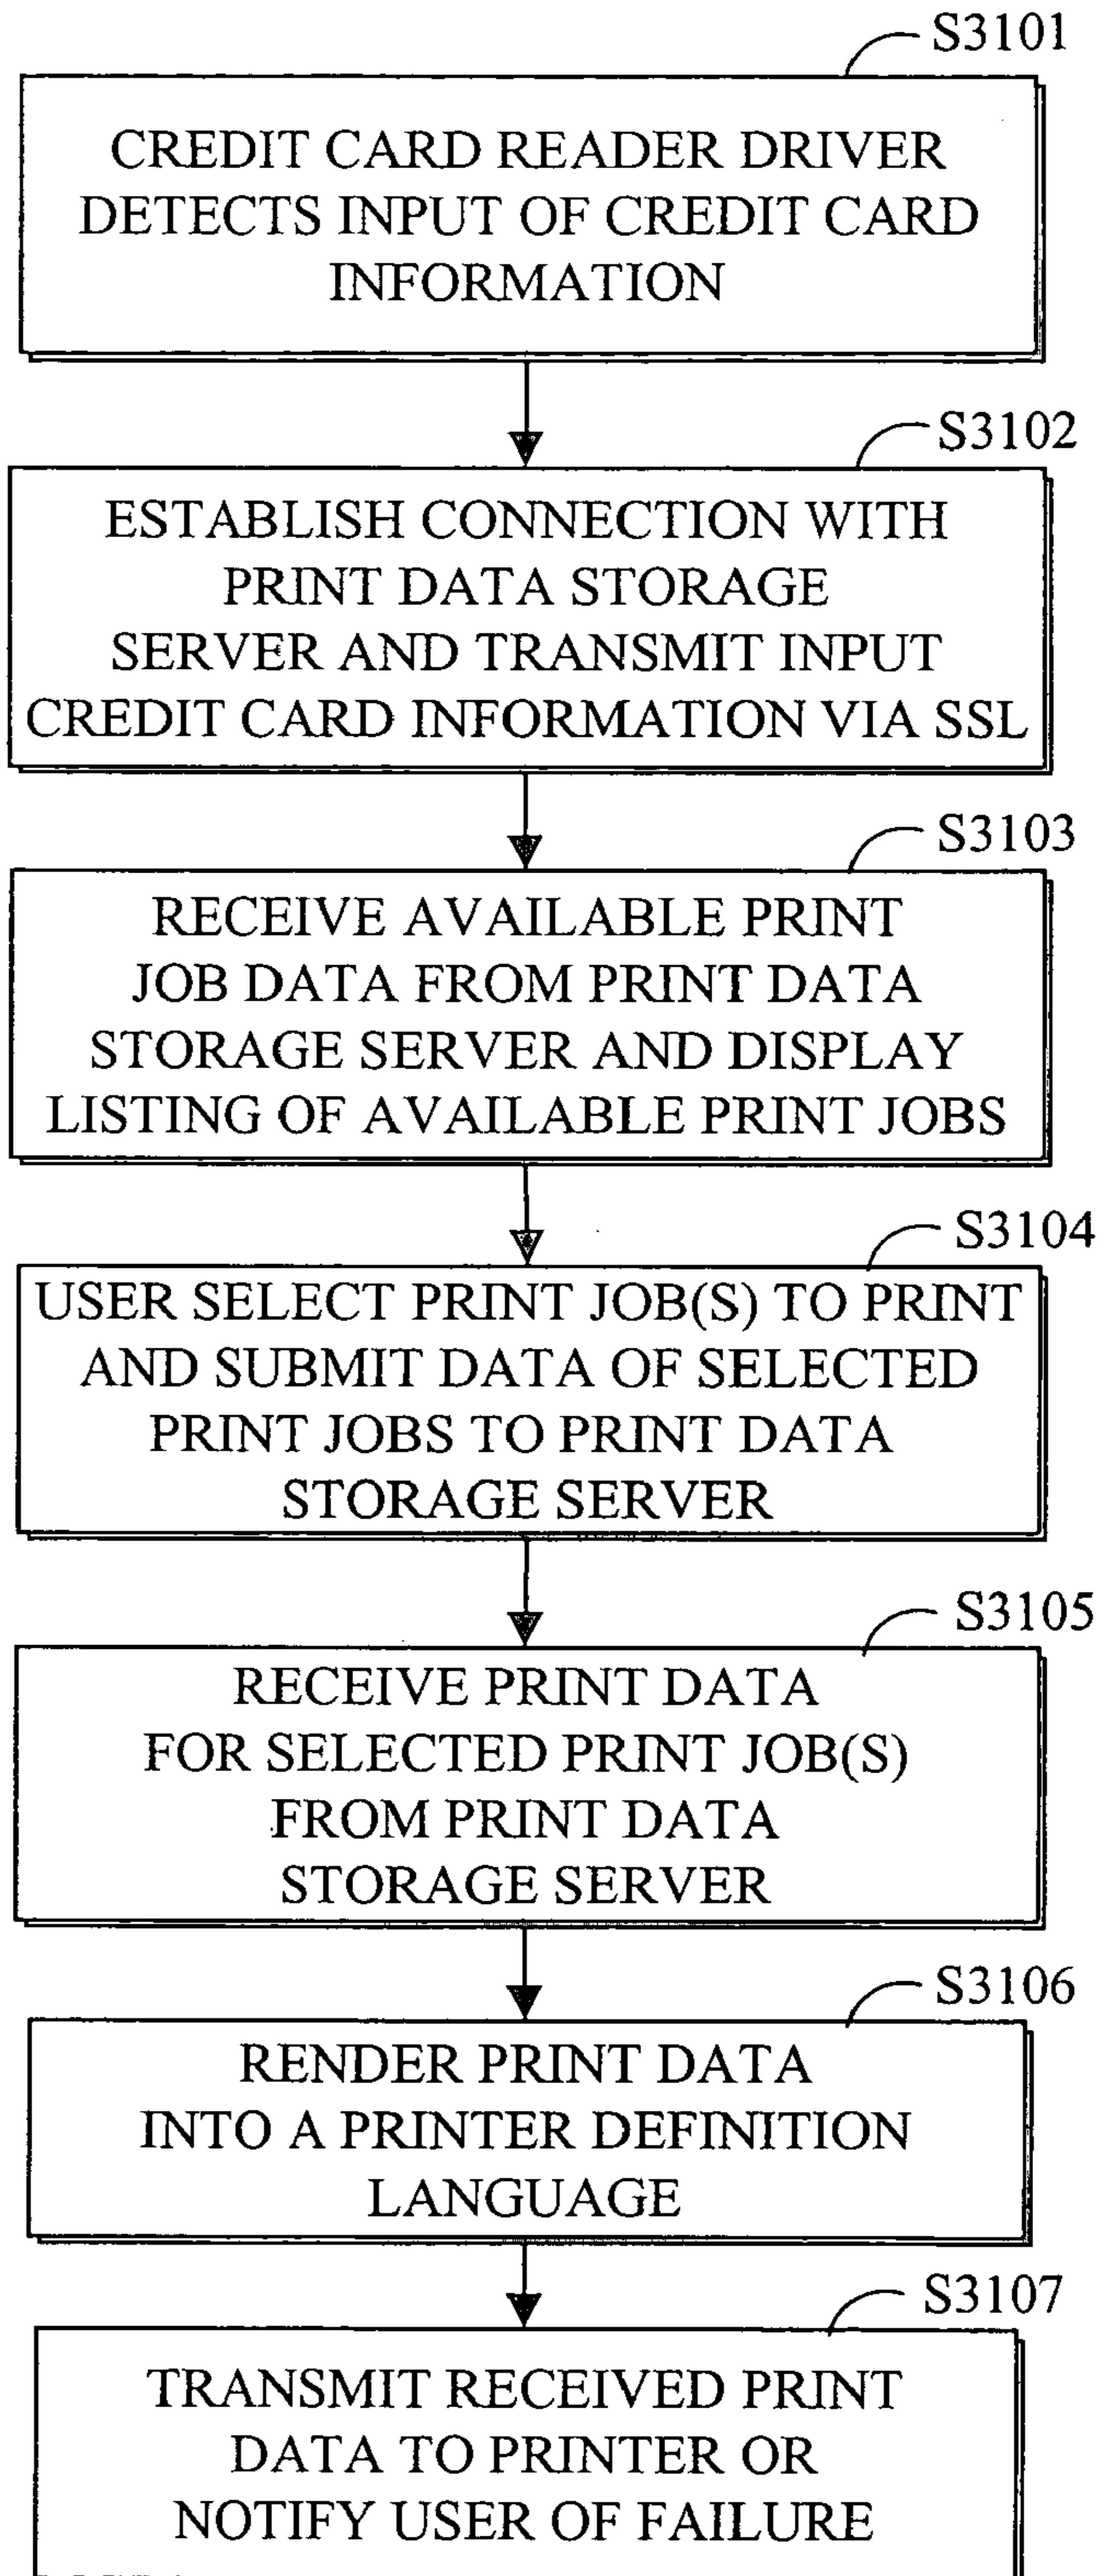 S3101
CREDIT CARD READER DRIVER
DETECTS INPUT OF CREDIT CARD
INFORMATION
S3102
ESTABLISH CONNECTION WITH
PRINT DATA STORAGE
SERVER AND TRANSMIT INPUT
CREDIT CARD INFORMATION VIA SSL
S3103
RECEIVE AVAILABLE PRINT
JOB DATA FROM PRINT DATA
STORAGE SERVER AND DISPLAY
LISTING OF AVAILABLE PRINT JOBS
S3104
USER SELECT PRINT JOB(S) TO PRINT
AND SUBMIT DATA OF SELECTED
PRINT JOBS TO PRINT DATA
STORAGE SERVER
S3105
RECEIVE PRINT DATA
FOR SELECTED PRINT JOB(S)
FROM PRINT DATA
STORAGE SERVER
S3106
RENDER PRINT DATA
INTO A PRINTER DEFINITION
LANGUAGE
S3107
TRANSMIT RECEIVED PRINT
DATA TO PRINTER OR
NOTIFY USER OF FAILURE